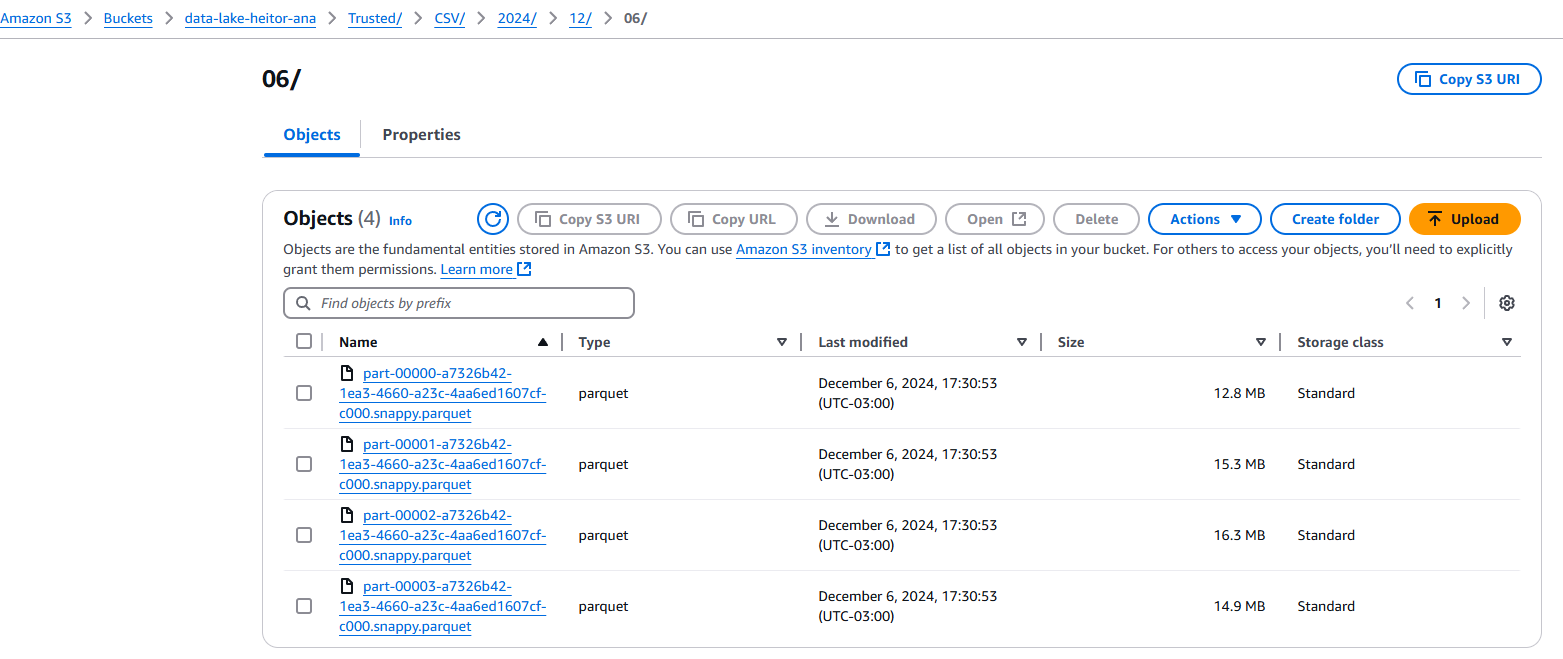 Amazon S3 > Buckets > data-lake-heitor-ana > Trusted/ > CSV/ > 2024/ > 12/ > 06/
06/
Copy S3 URI
Objects Properties
Objects (4) Info Copy S3 URI Copy URL Download Open Delete Actions Create folder Upload
Objects are the fundamental entities stored in Amazon S3. You can use Amazon S3 inventory to get a list of all objects in your bucket. For others to access your objects, you’ll need to explicitly
grant them permissions. Learn more
Find objects by prefix
1
Name Type Last modified Size Storage class
part-00000-a7326b42-
1ea3-4660-a23c-4aa6ed1607cf-
c000.snappy.parquet
parquet
December 6, 2024, 17:30:53
(UTC-03:00)
12.8 MB
Standard
part-00001-a7326b42-
1ea3-4660-a23c-4aa6ed1607cf-
c000.snappy.parquet
parquet
December 6, 2024, 17:30:53
(UTC-03:00)
15.3 MB
Standard
part-00002-a7326b42-
1ea3-4660-a23c-4aa6ed1607cf-
c000.snappy.parquet
parquet
December 6, 2024, 17:30:53
(UTC-03:00)
16.3 MB
Standard
part-00003-a7326b42-
1ea3-4660-a23c-4aa6ed1607cf-
c000.snappy.parquet
parquet
December 6, 2024, 17:30:53
(UTC-03:00)
14.9 MB
Standard